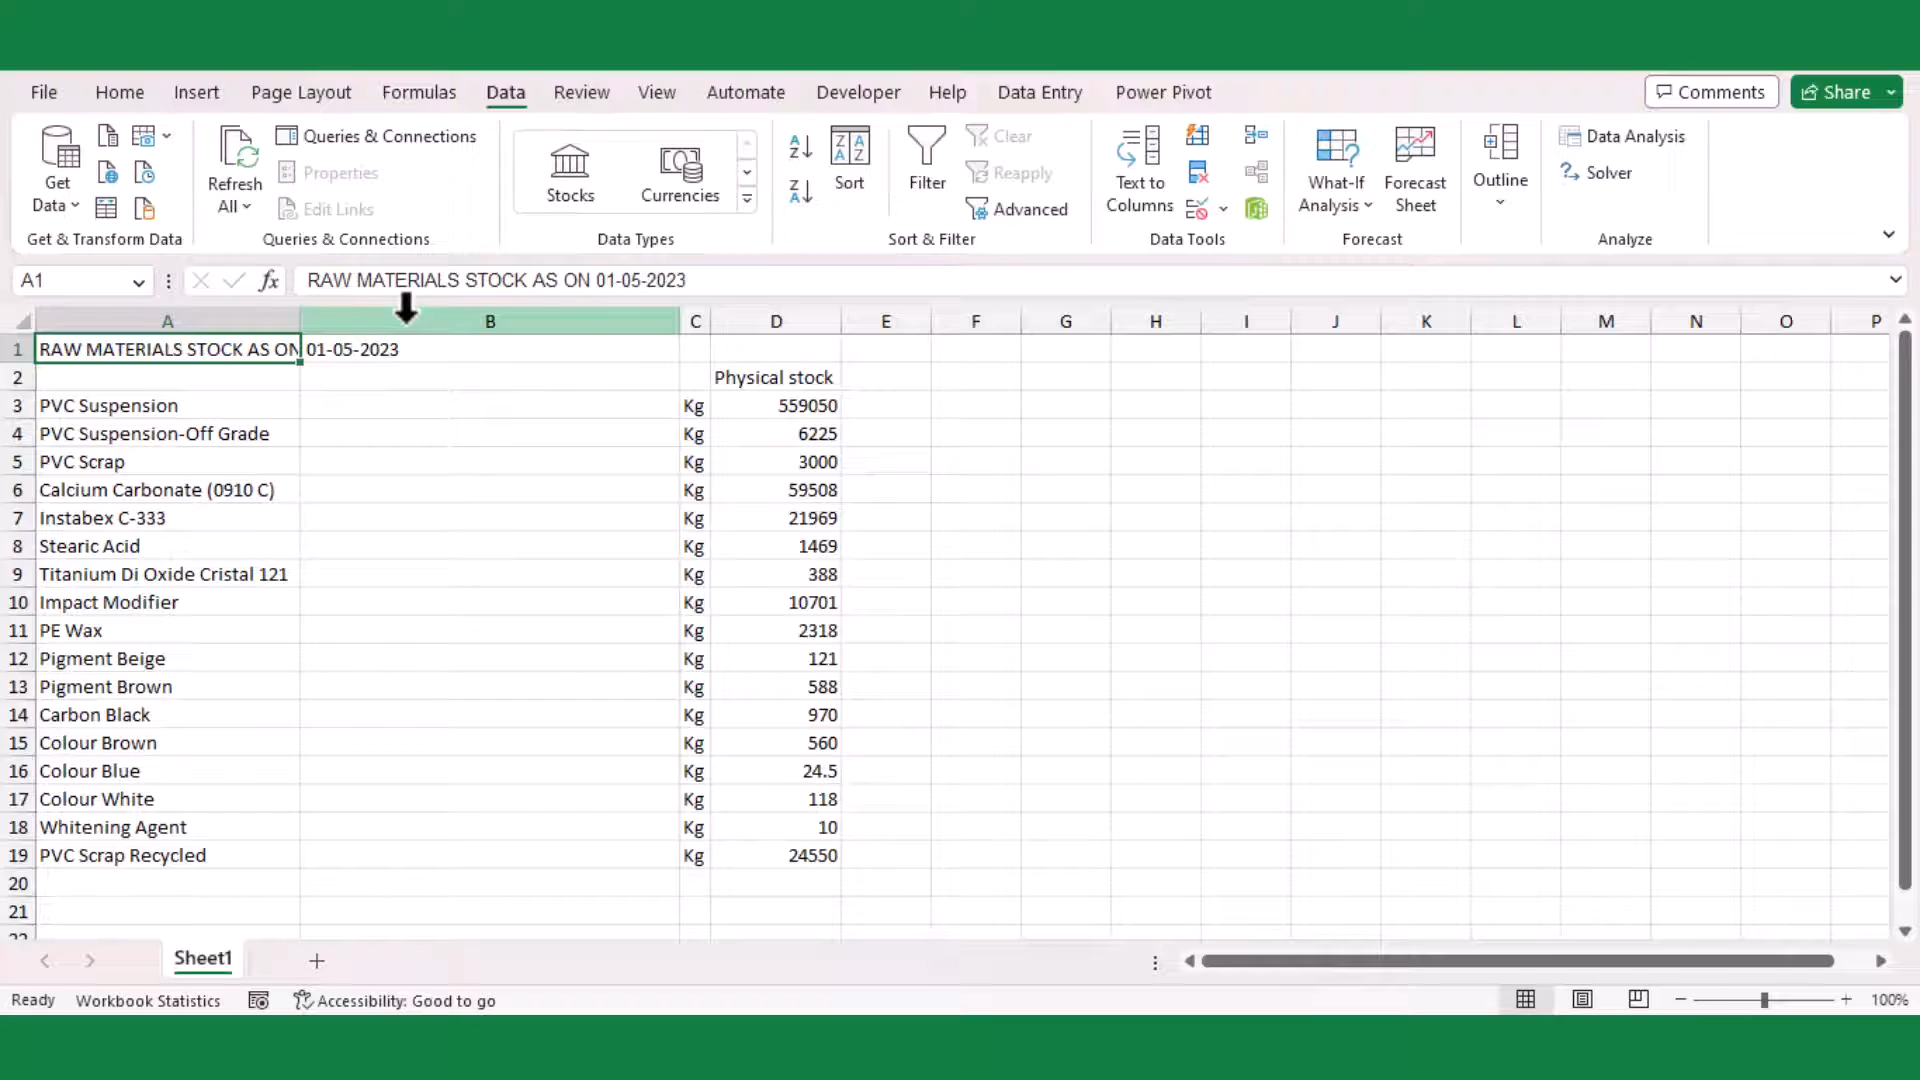 File Home Insert Page Layout Formulas Data Review View Automate Developer Help Data Entry Power Pivot Comments Share
Get Data
Refresh All
Queries & Connections
Properties
Edit Links
Stocks
Currencies
Sort
Filter
Clear
Reapply
Advanced
Text to Columns
What-If Analysis
Forecast Sheet
Outline
Data Analysis
Solver
Get & Transform Data Queries & Connections Data Types Sort & Filter Data Tools Forecast Analyze
A1 fx RAW MATERIALS STOCK AS ON 01-05-2023
A B C D E F G H I J K L M N O P
1 RAW MATERIALS STOCK AS ON 01-05-2023
2 Physical stock
3 PVC Suspension Kg 559050
4 PVC Suspension-Off Grade Kg 6225
5 PVC Scrap Kg 3000
6 Calcium Carbonate (0910 C) Kg 59508
7 Instabex C-333 Kg 21969
8 Stearic Acid Kg 1469
9 Titanium Di Oxide Cristal 121 Kg 388
10 Impact Modifier Kg 10701
11 PE Wax Kg 2318
12 Pigment Beige Kg 121
13 Pigment Brown Kg 588
14 Carbon Black Kg 970
15 Colour Brown Kg 560
16 Colour Blue Kg 24.5
17 Colour White Kg 118
18 Whitening Agent Kg 10
19 PVC Scrap Recycled Kg 24550
20
21
22
Sheet1
Ready Workbook Statistics Accessibility: Good to go 100%